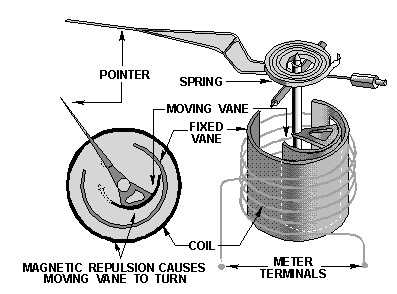 POINTER
SPRING
MOVING VANE
FIXED
VANE
COIL
MAGNETIC REPULSION CAUSES
MOVING VANE TO TURN
METER
TERMINALS